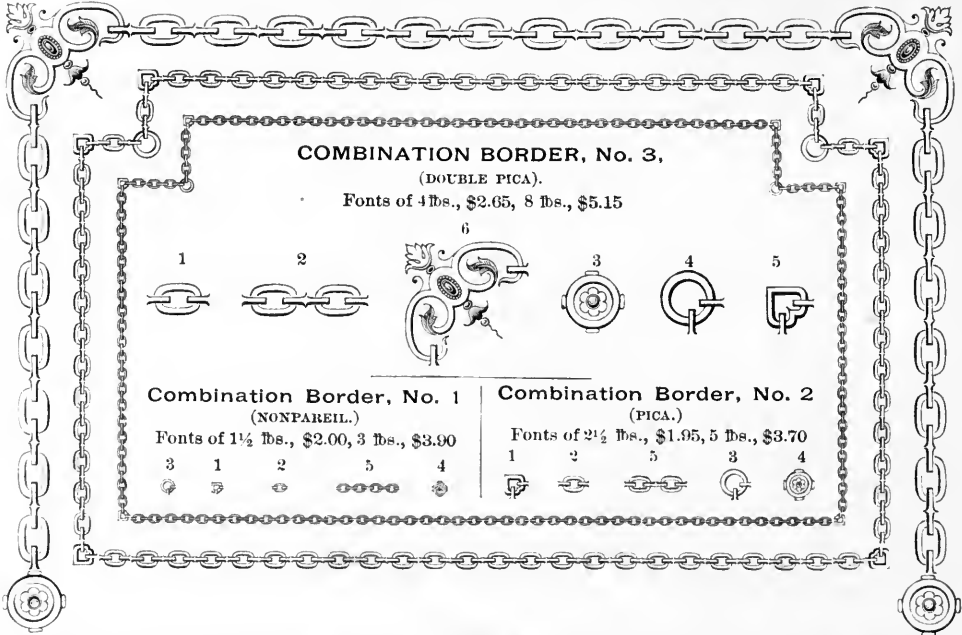 COMBINATION BORDER, No. 3,
(DOUBLE PICA).
Fonts of 4 lbs., $2.65, 8 lbs., $5.15
6
1 2 3 4 5
Combination Border, No. 1
(NONPAREIL.)
Fonts of 1½ lbs., $2.00, 3 lbs., $3.90
3 1 2 5 4
Combination Border, No. 2
(PICA.)
Fonts of 2½ lbs., $1.95, 5 lbs., $3.70
1 2 5 3 4